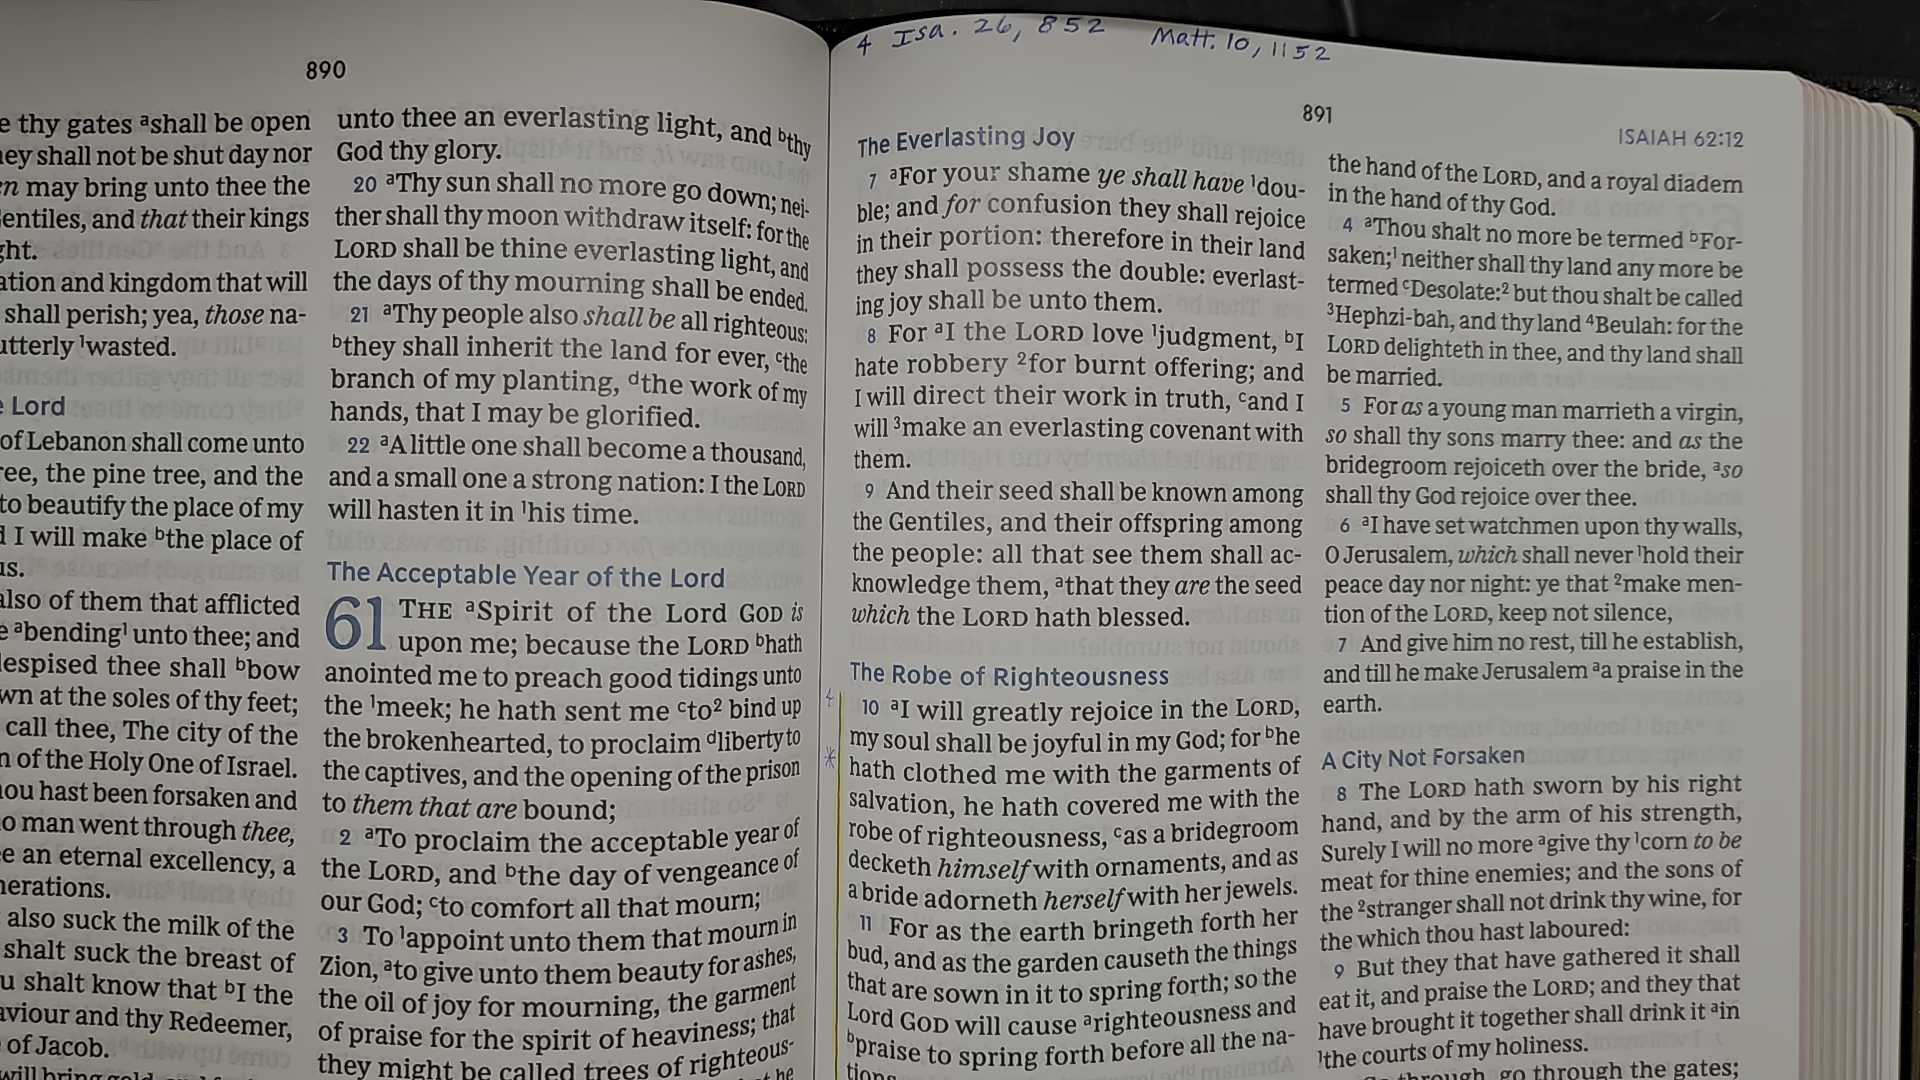 4 Isa. 26, 852 Matt. 10, 1152
890
e thy gates ᵃshall be open
ey shall not be shut day nor
n may bring unto thee the
entiles, and that their kings
ght.
ation and kingdom that will
shall perish; yea, those na-
utterly ¹wasted.
e Lord
of Lebanon shall come unto
ree, the pine tree, and the
to beautify the place of my
d I will make ᵇthe place of
us.
also of them that afflicted
e ᵃbending¹ unto thee; and
despised thee shall ᵇbow
wn at the soles of thy feet;
call thee, The city of the
n of the Holy One of Israel.
hou hast been forsaken and
o man went through thee,
e an eternal excellency, a
nerations.
also suck the milk of the
shalt suck the breast of
u shalt know that ᵇI the
aviour and thy Redeemer,
of Jacob.
unto thee an everlasting light, and ᵇthy
God thy glory.
20 ᵃThy sun shall no more go down; nei-
ther shall thy moon withdraw itself: for the
LORD shall be thine everlasting light, and
the days of thy mourning shall be ended.
21 ᵃThy people also shall be all righteous:
ᵇthey shall inherit the land for ever, ᶜthe
branch of my planting, ᵈthe work of my
hands, that I may be glorified.
22 ᵃA little one shall become a thousand,
and a small one a strong nation: I the LORD
will hasten it in ¹his time.
The Acceptable Year of the Lord
61 THE ᵃSpirit of the Lord GOD is
upon me; because the LORD ᵇhath
anointed me to preach good tidings unto
the ¹meek; he hath sent me ᶜto² bind up
the brokenhearted, to proclaim ᵈliberty to
the captives, and the opening of the prison
to them that are bound;
2 ᵃTo proclaim the acceptable year of
the LORD, and ᵇthe day of vengeance of
our God; ᶜto comfort all that mourn;
3 To ¹appoint unto them that mourn in
Zion, ᵃto give unto them beauty for ashes,
the oil of joy for mourning, the garment
of praise for the spirit of heaviness; that
they might be called trees of righteous-
891
ISAIAH 62:12
The Everlasting Joy
7 ᵃFor your shame ye shall have ¹dou-
ble; and for confusion they shall rejoice
in their portion: therefore in their land
they shall possess the double: everlast-
ing joy shall be unto them.
8 For ᵃI the LORD love ¹judgment, ᵇI
hate robbery ²for burnt offering; and
I will direct their work in truth, ᶜand I
will ³make an everlasting covenant with
them.
9 And their seed shall be known among
the Gentiles, and their offspring among
the people: all that see them shall ac-
knowledge them, ᵃthat they are the seed
which the LORD hath blessed.
The Robe of Righteousness
4
*
10 ᵃI will greatly rejoice in the LORD,
my soul shall be joyful in my God; for ᵇhe
hath clothed me with the garments of
salvation, he hath covered me with the
robe of righteousness, ᶜas a bridegroom
decketh himself with ornaments, and as
a bride adorneth herself with her jewels.
11 For as the earth bringeth forth her
bud, and as the garden causeth the things
that are sown in it to spring forth; so the
Lord GOD will cause ᵃrighteousness and
ᵇpraise to spring forth before all the na-
tions.
the hand of the LORD, and a royal diadem
in the hand of thy God.
4 ᵃThou shalt no more be termed ᵇFor-
saken;¹ neither shall thy land any more be
termed ᶜDesolate:² but thou shalt be called
³Hephzi-bah, and thy land ⁴Beulah: for the
LORD delighteth in thee, and thy land shall
be married.
5 For as a young man marrieth a virgin,
so shall thy sons marry thee: and as the
bridegroom rejoiceth over the bride, ᵃso
shall thy God rejoice over thee.
6 ᵃI have set watchmen upon thy walls,
O Jerusalem, which shall never ¹hold their
peace day nor night: ye that ²make men-
tion of the LORD, keep not silence,
7 And give him no rest, till he establish,
and till he make Jerusalem ᵃa praise in the
earth.
A City Not Forsaken
8 The LORD hath sworn by his right
hand, and by the arm of his strength,
Surely I will no more ᵃgive thy ¹corn to be
meat for thine enemies; and the sons of
the ²stranger shall not drink thy wine, for
the which thou hast laboured:
9 But they that have gathered it shall
eat it, and praise the LORD; and they that
have brought it together shall drink it ᵃin
¹the courts of my holiness.
through, go through the gates;